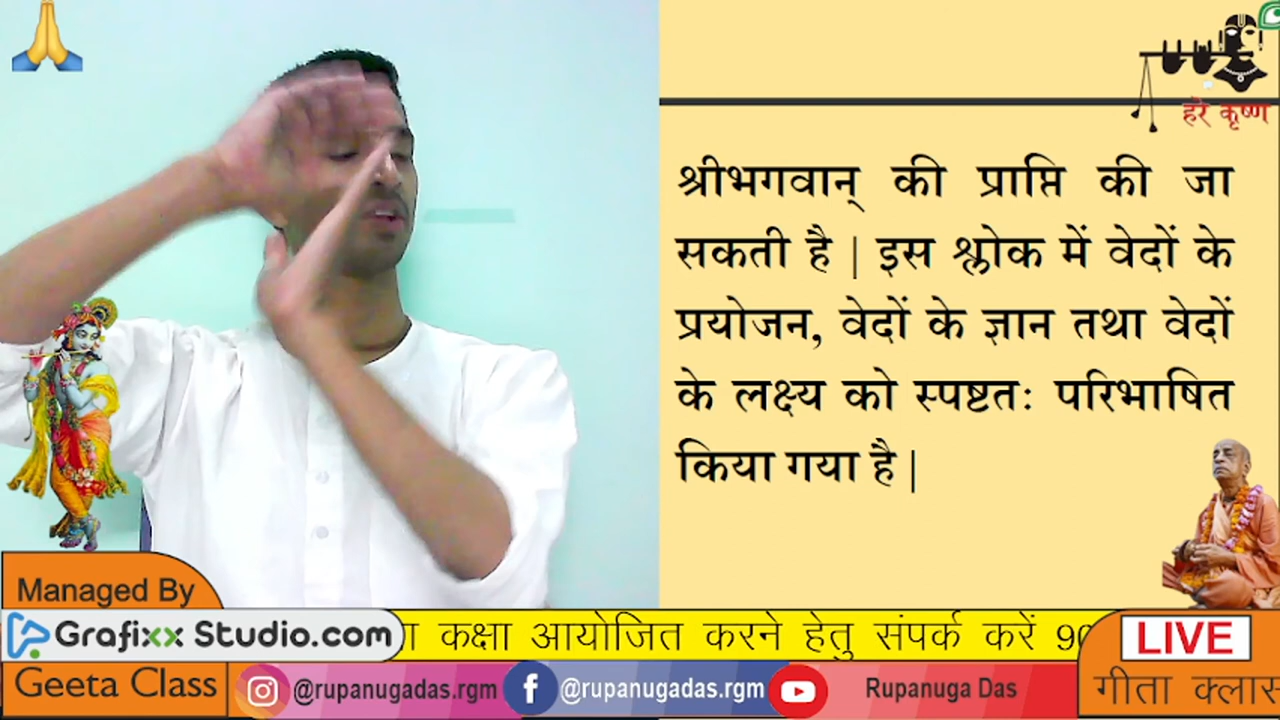 हरे कृष्ण
श्रीभगवान् की प्राप्ति की जा
सकती है | इस श्लोक में वेदों के
प्रयोजन, वेदों के ज्ञान तथा वेदों
के लक्ष्य को स्पष्टतः परिभाषित
किया गया है |
Managed By
Grafixx Studio.com
कक्षा आयोजित करने हेतु संपर्क करें 90
LIVE
Geeta Class
@rupanugadas.rgm
@rupanugadas.rgm
Rupanuga Das
गीता क्लास